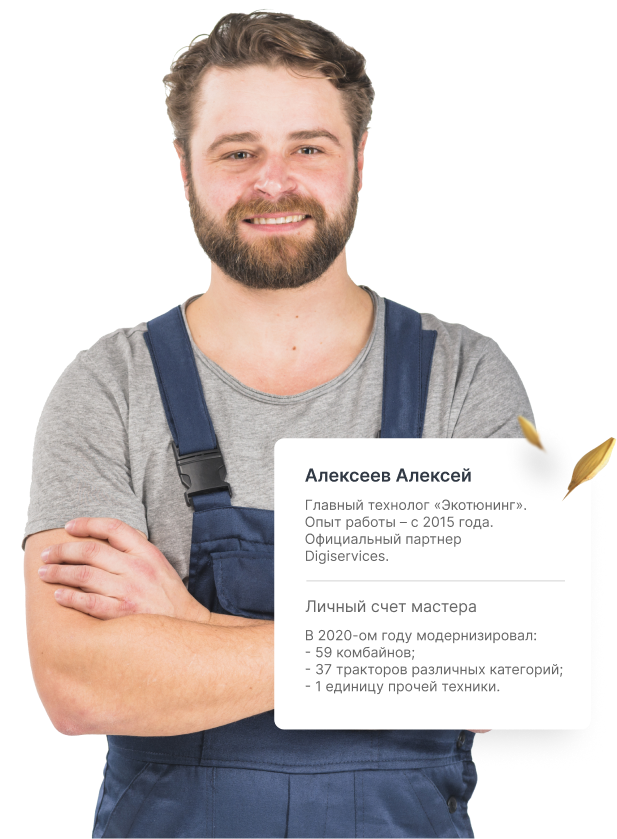 Алексеев Алексей
Главный технолог «Экотюнинг».
Опыт работы – с 2015 года.
Официальный партнер
Digiservices.
Личный счет мастера
В 2020-ом году модернизировал:
- 59 комбайнов;
- 37 тракторов различных категорий;
- 1 единицу прочей техники.